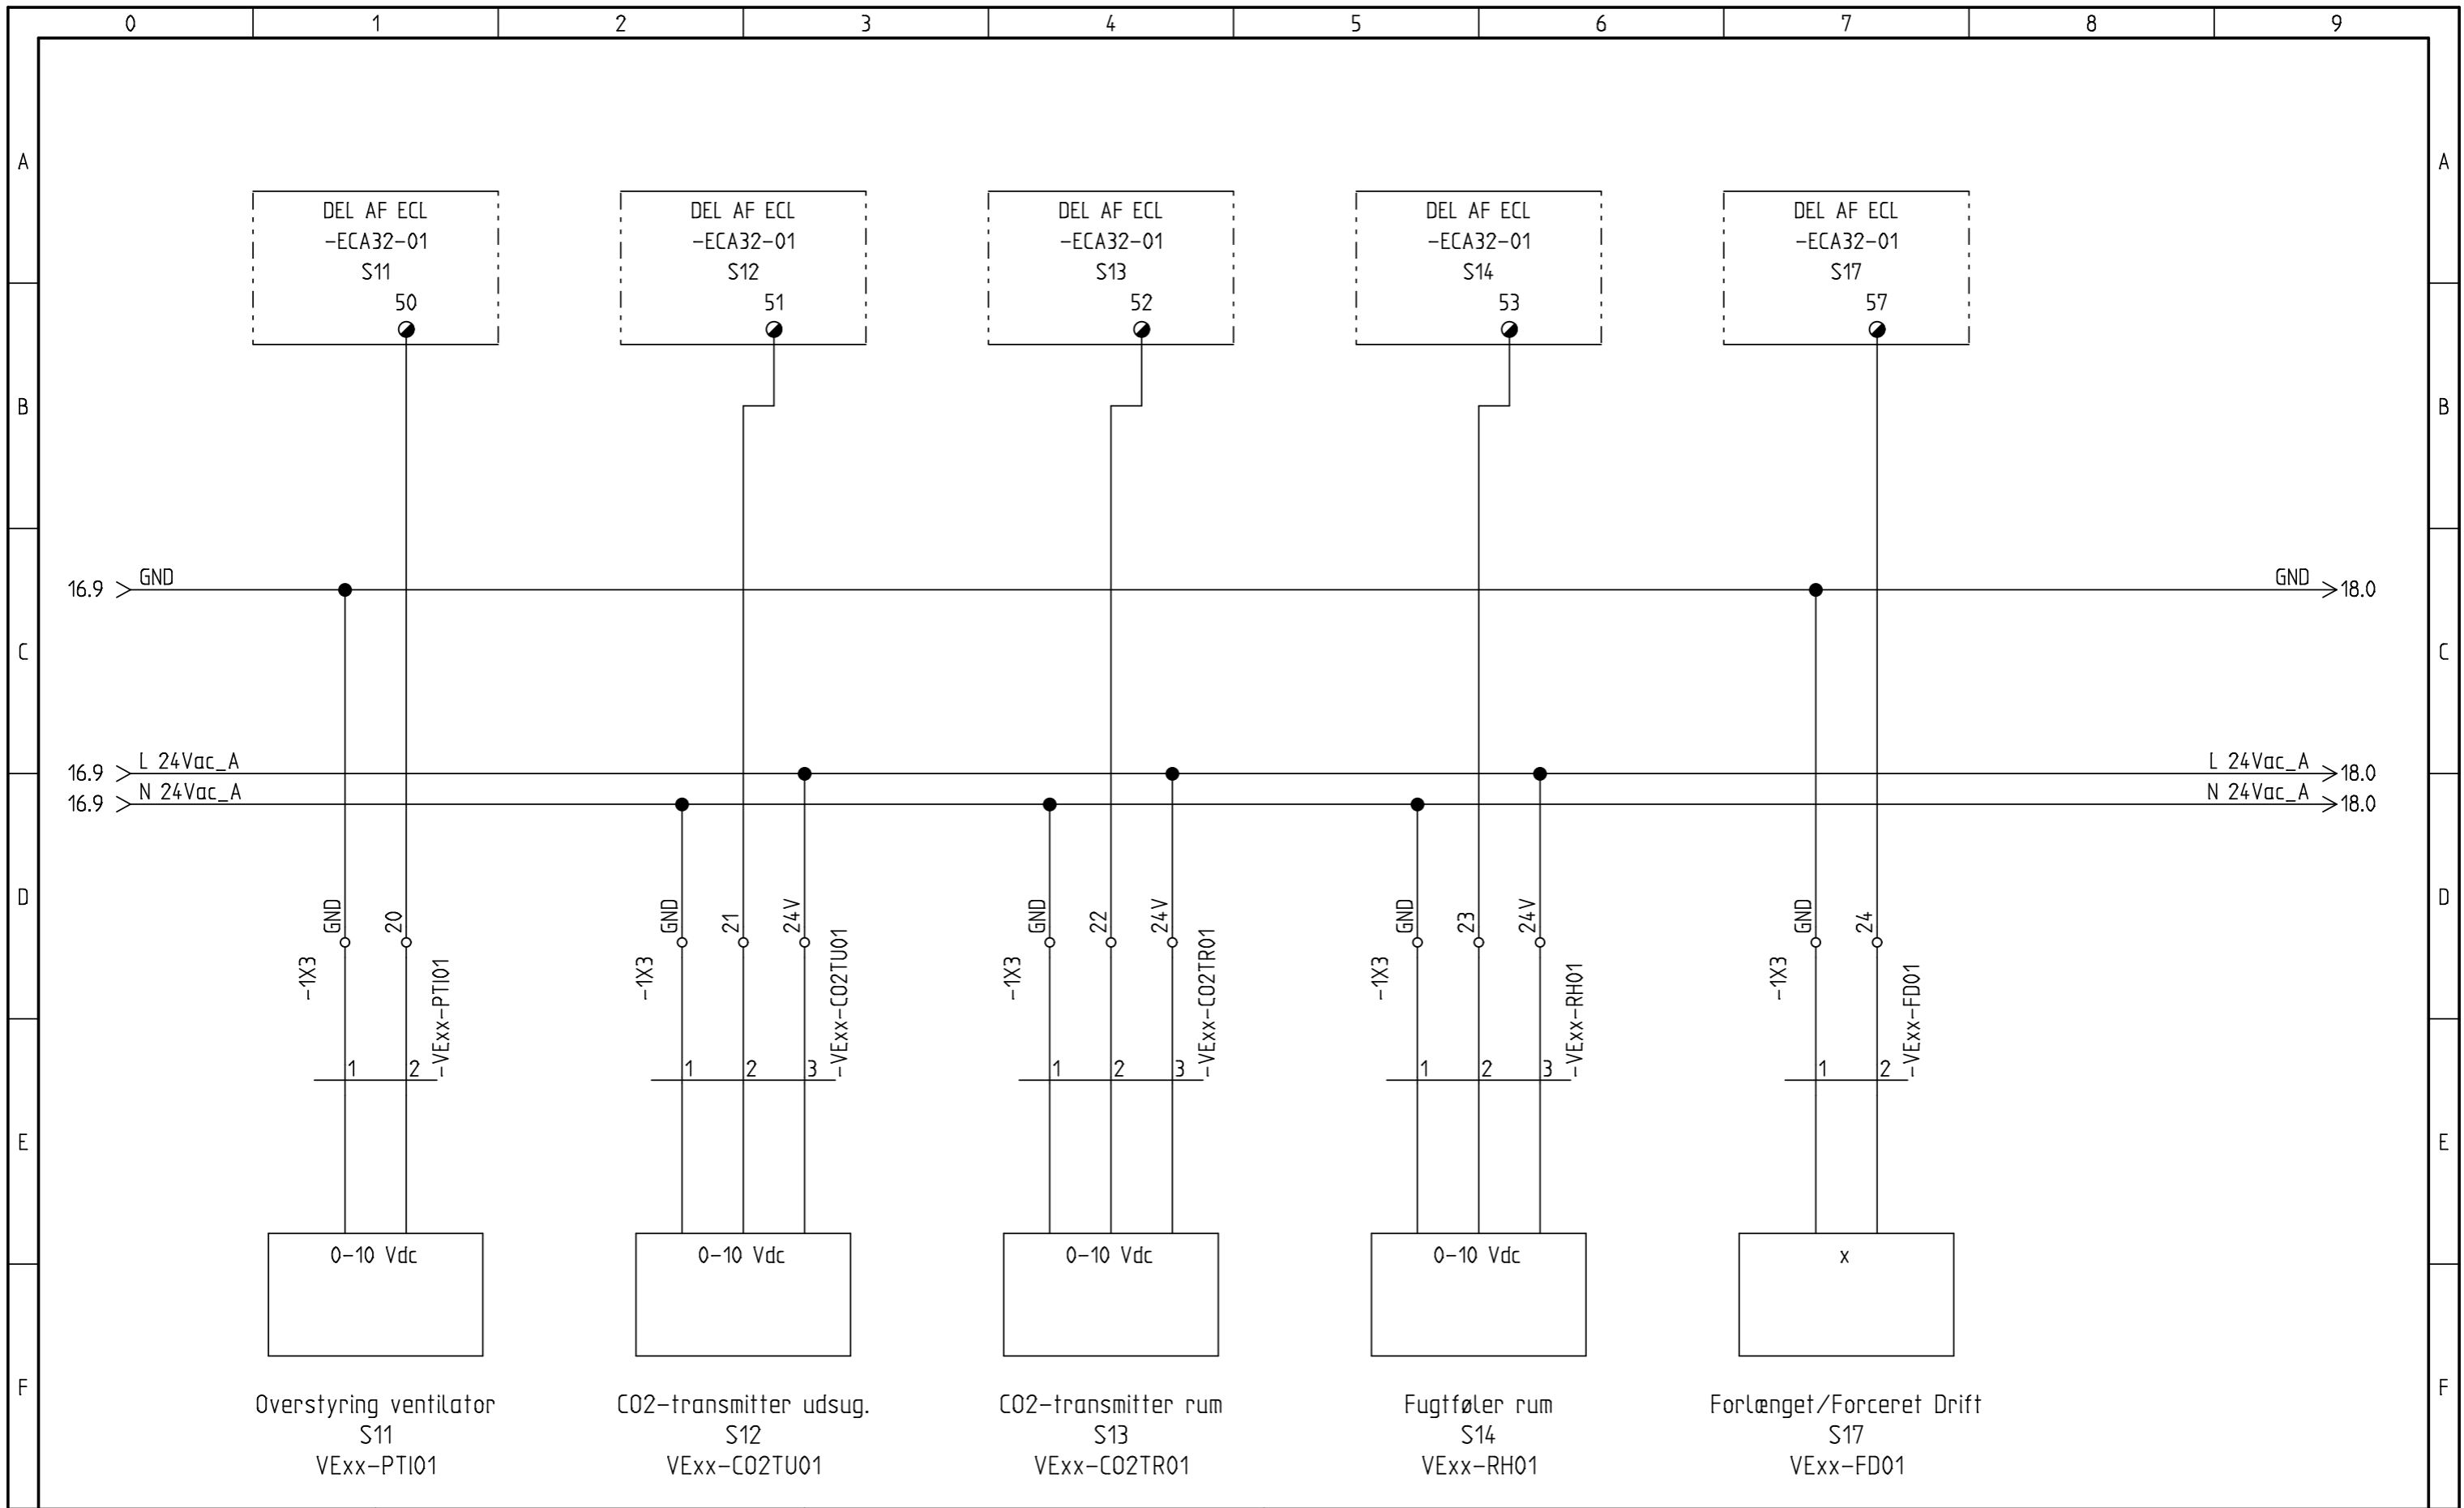 0 1 2 3 4 5 6 7 8 9
A A
DEL AF ECL
-ECA32-01
S11
50
DEL AF ECL
-ECA32-01
S12
51
DEL AF ECL
-ECA32-01
S13
52
DEL AF ECL
-ECA32-01
S14
53
DEL AF ECL
-ECA32-01
S17
57
B B
16.9 GND GND 18.0
C C
16.9 L 24Vac_A L 24Vac_A 18.0
16.9 N 24Vac_A N 24Vac_A 18.0
D D
GND 20
-1X3
-VExx-PTI01
1 2
GND 21 24V
-1X3
-VExx-CO2TU01
1 2 3
GND 22 24V
-1X3
-VExx-CO2TR01
1 2 3
GND 23 24V
-1X3
-VExx-RH01
1 2 3
GND 24
-1X3
-VExx-FD01
1 2
E E
0-10 Vdc
0-10 Vdc
0-10 Vdc
0-10 Vdc
x
F F
Overstyring ventilator
S11
VExx-PTI01
CO2-transmitter udsug.
S12
VExx-CO2TU01
CO2-transmitter rum
S13
VExx-CO2TR01
Fugtføler rum
S14
VExx-RH01
Forlænget/Forceret Drift
S17
VExx-FD01